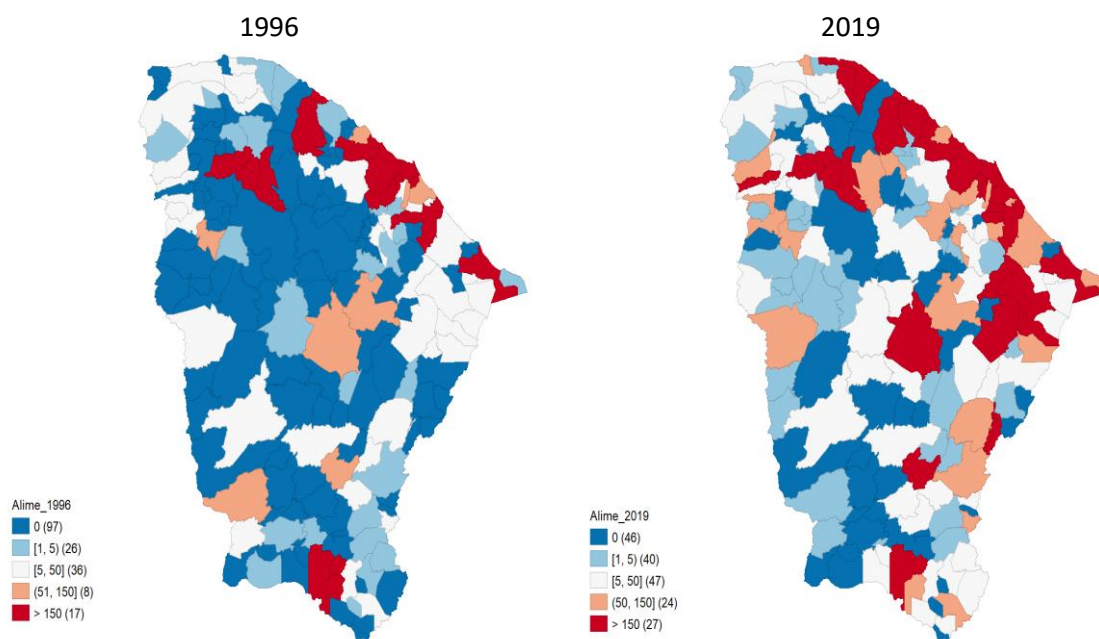 1996
2019
Alime_1996
0 (97)
[1, 5) (26)
[5, 50] (36)
(51, 150] (8)
> 150 (17)
Alime_2019
0 (46)
[1, 5) (40)
[5, 50] (47)
(50, 150] (24)
> 150 (27)